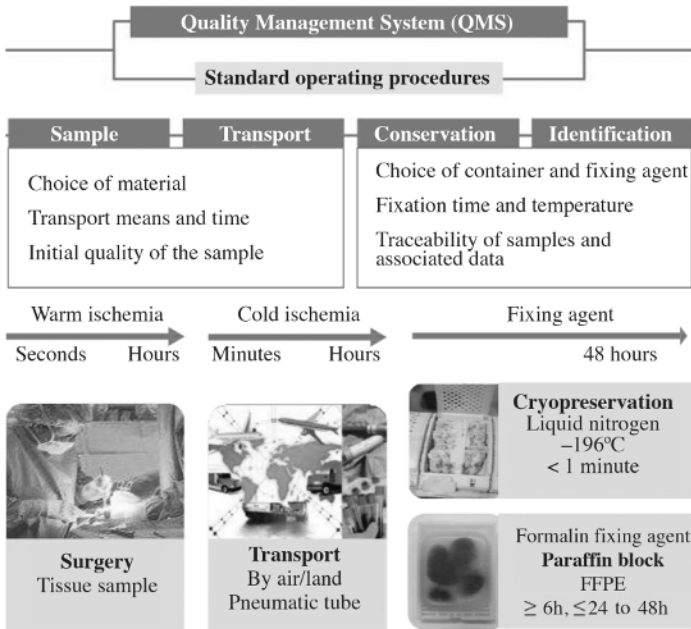 Quality Management System (QMS)
Standard operating procedures
Sample
Transport
Conservation
Identification
Choice of material
Transport means and time
Initial quality of the sample
Choice of container and fixing agent
Fixation time and temperature
Traceability of samples and
associated data
Warm ischemia
Seconds
Hours
Cold ischemia
Minutes
Hours
Fixing agent
48 hours
Surgery
Tissue sample
Transport
By air/land
Pneumatic tube
Cryopreservation
Liquid nitrogen
–196ºC
< 1 minute
Formalin fixing agent
Paraffin block
FFPE
≥ 6h, ≤24 to 48h